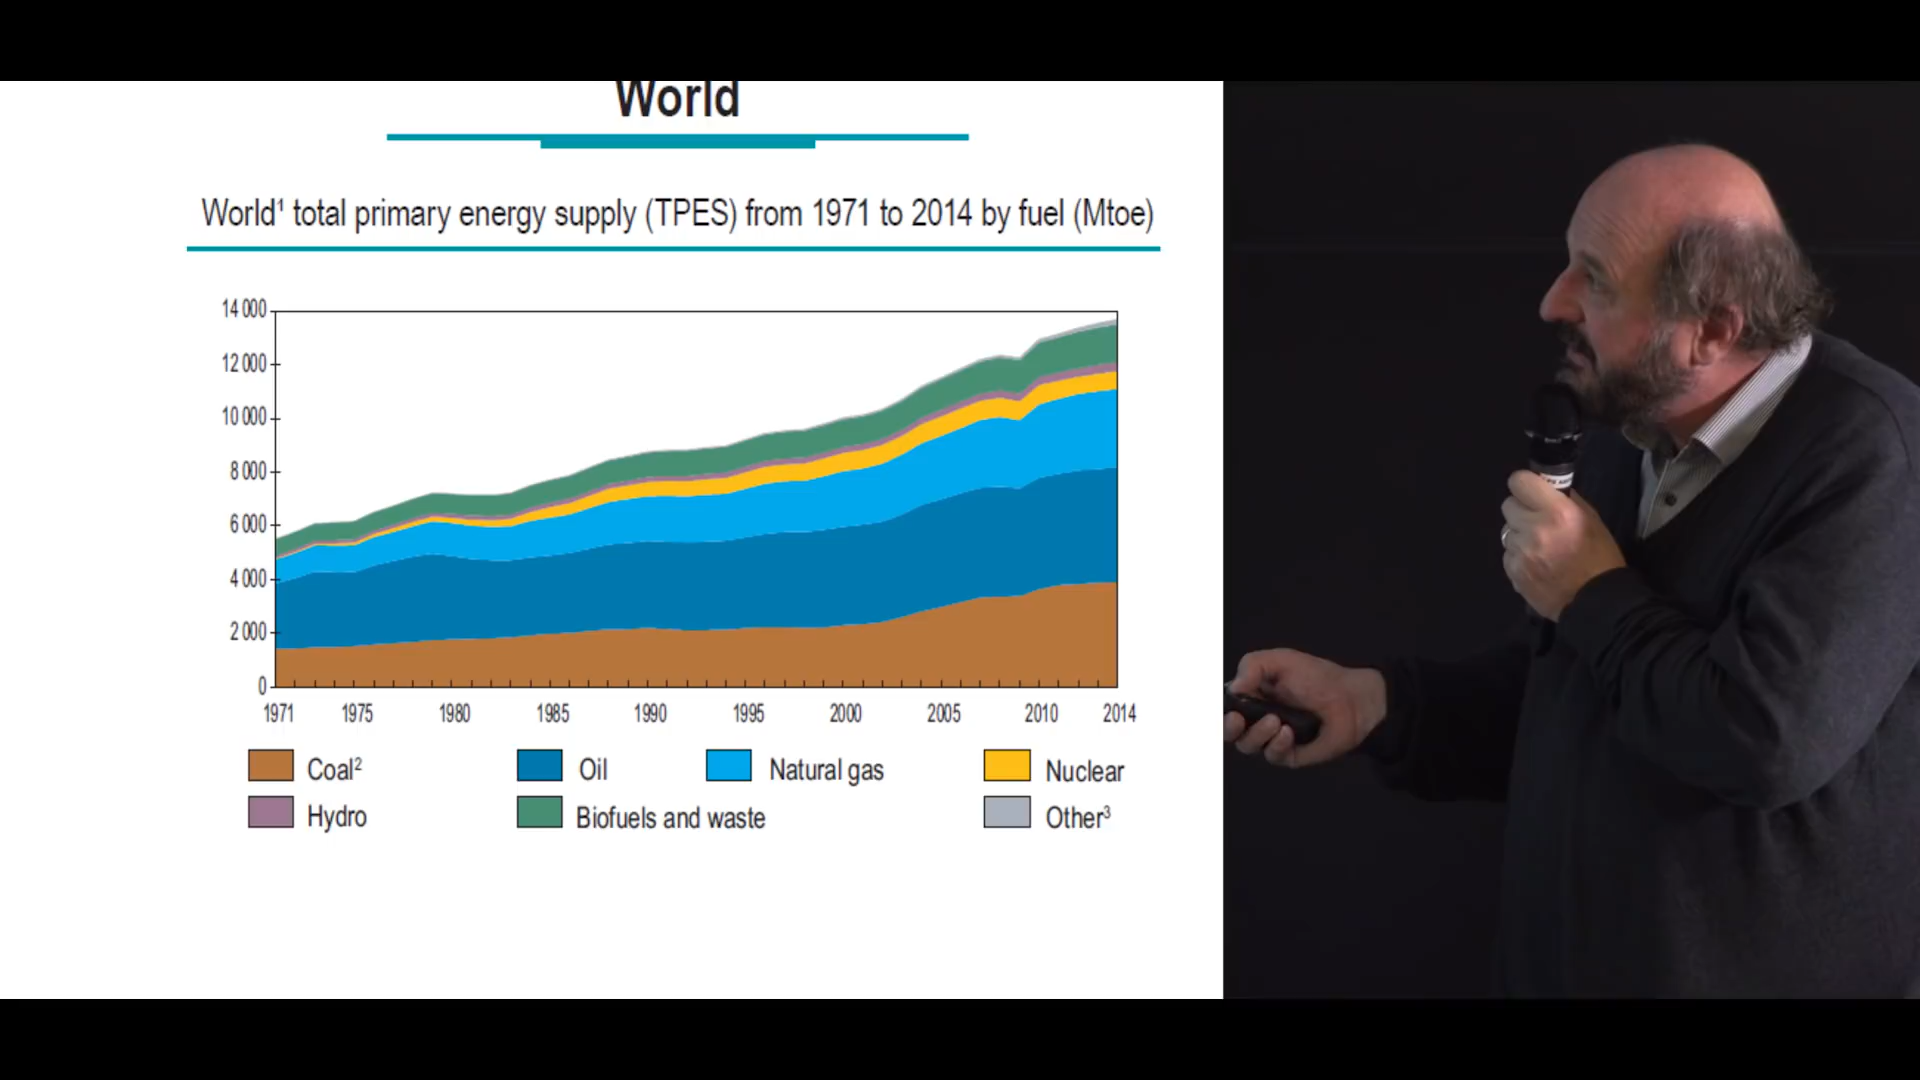 World
World¹ total primary energy supply (TPES) from 1971 to 2014 by fuel (Mtoe)
14 000
12 000
10 000
8 000
6 000
4 000
2 000
0
1971 1975 1980 1985 1990 1995 2000 2005 2010 2014
Coal² Oil Natural gas Nuclear
Hydro Biofuels and waste Other³